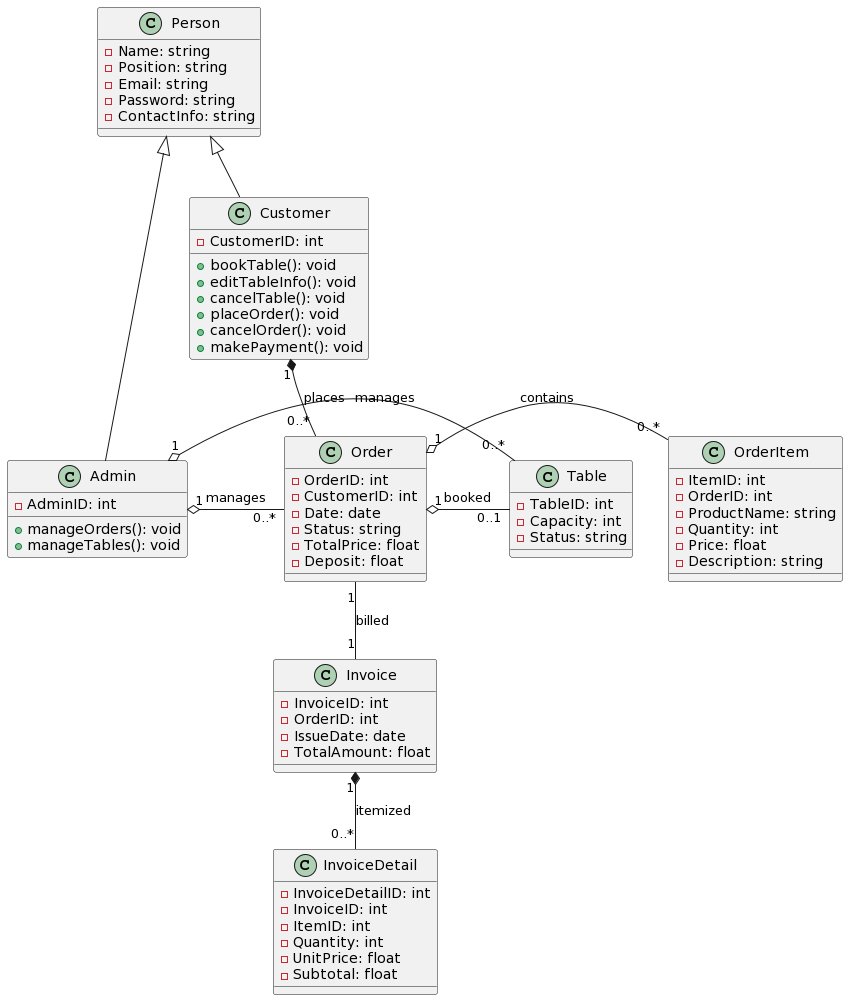 C Person
Name: string
Position: string
Email: string
Password: string
ContactInfo: string
C Customer
CustomerID: int
bookTable(): void
editTableInfo(): void
cancelTable(): void
placeOrder(): void
cancelOrder(): void
makePayment(): void
1
places
manages
contains
0..*
1
1
0..*
0..*
C Admin
AdminID: int
manageOrders(): void
manageTables(): void
1
manages
0..*
C Order
OrderID: int
CustomerID: int
Date: date
Status: string
TotalPrice: float
Deposit: float
1
booked
0..1
C Table
TableID: int
Capacity: int
Status: string
C OrderItem
ItemID: int
OrderID: int
ProductName: string
Quantity: int
Price: float
Description: string
1
billed
1
C Invoice
InvoiceID: int
OrderID: int
IssueDate: date
TotalAmount: float
1
itemized
0..*
C InvoiceDetail
InvoiceDetailID: int
InvoiceID: int
ItemID: int
Quantity: int
UnitPrice: float
Subtotal: float